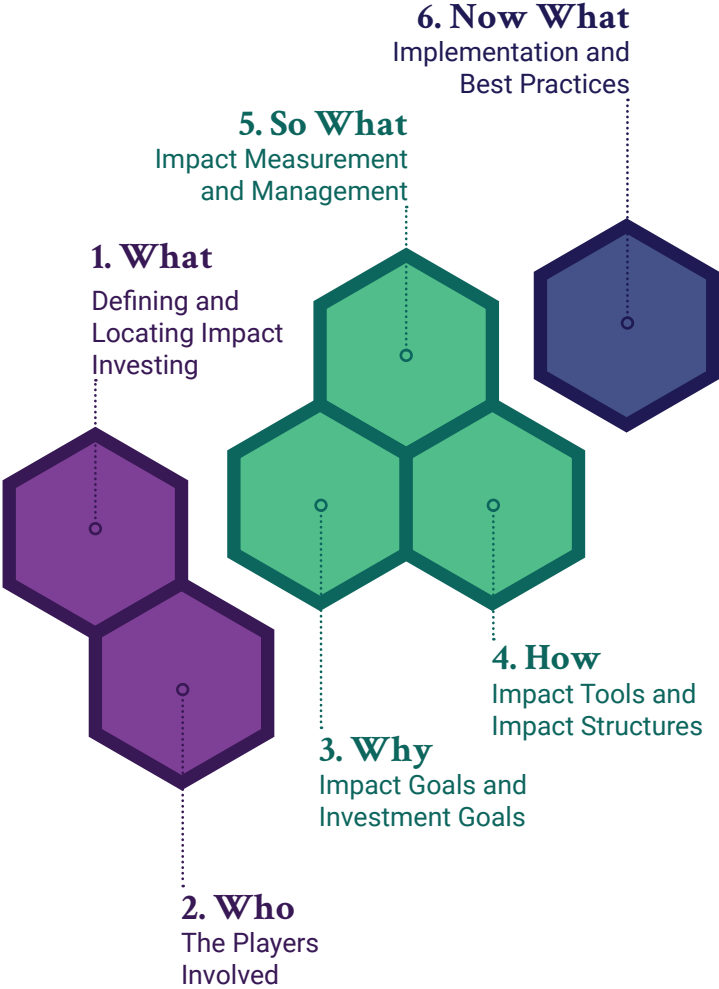 6. Now What
Implementation and
Best Practices
5. So What
Impact Measurement
and Management
1. What
Defining and
Locating Impact
Investing
4. How
Impact Tools and
Impact Structures
3. Why
Impact Goals and
Investment Goals
2. Who
The Players
Involved